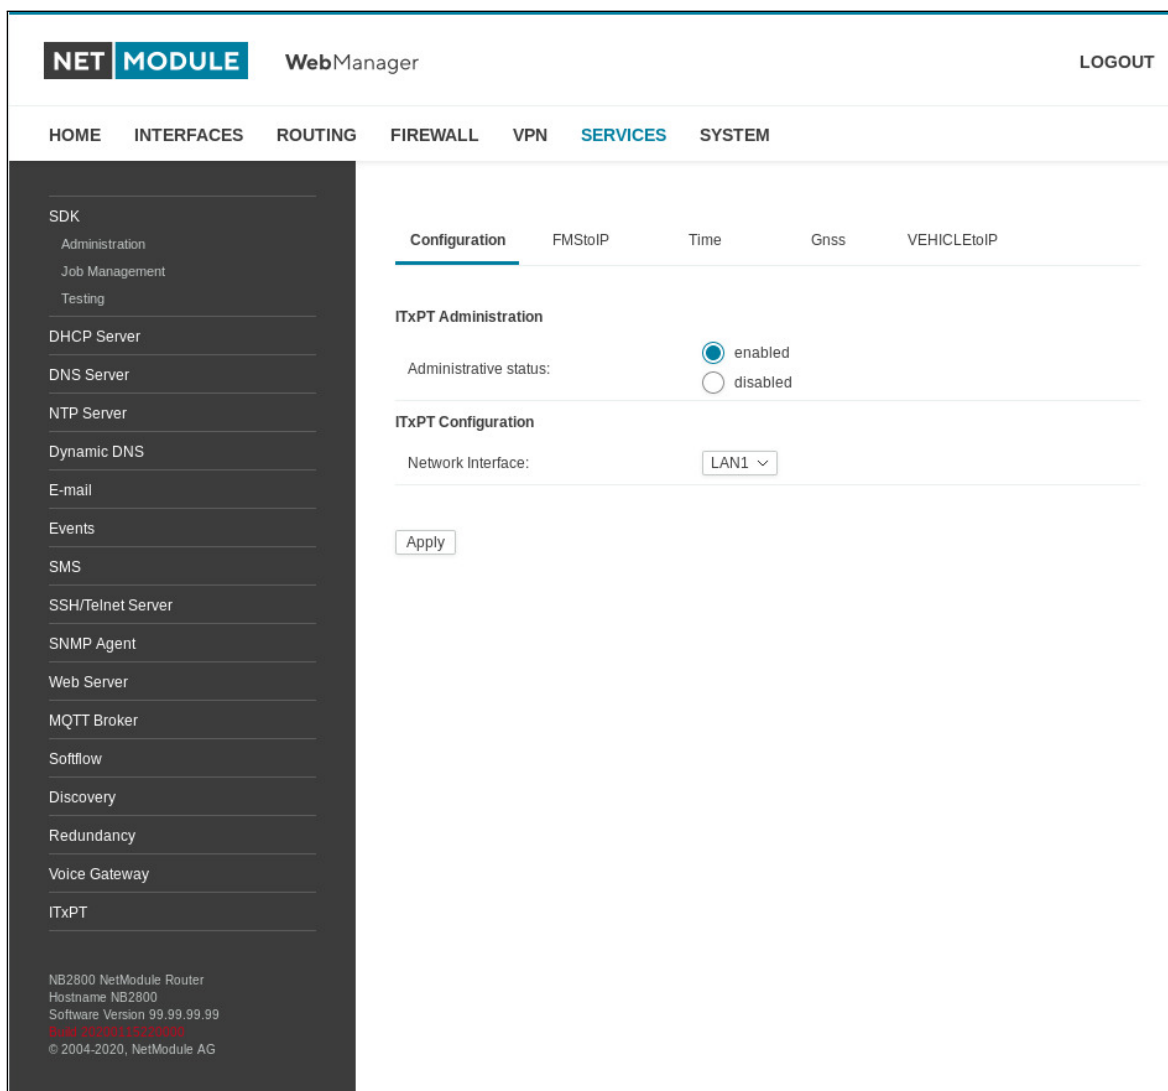 NET MODULE WebManager LOGOUT
HOME INTERFACES ROUTING FIREWALL VPN SERVICES SYSTEM
SDK
Administration
Job Management
Testing
DHCP Server
DNS Server
NTP Server
Dynamic DNS
E-mail
Events
SMS
SSH/Telnet Server
SNMP Agent
Web Server
MQTT Broker
Softflow
Discovery
Redundancy
Voice Gateway
ITxPT
NB2800 NetModule Router
Hostname NB2800
Software Version 99.99.99.99
Build
© 2004-2020, NetModule AG
Configuration FMStoIP Time Gnss VEHICLEtoIP
ITxPT Administration
Administrative status:
enabled
disabled
ITxPT Configuration
Network Interface: LAN1
Apply